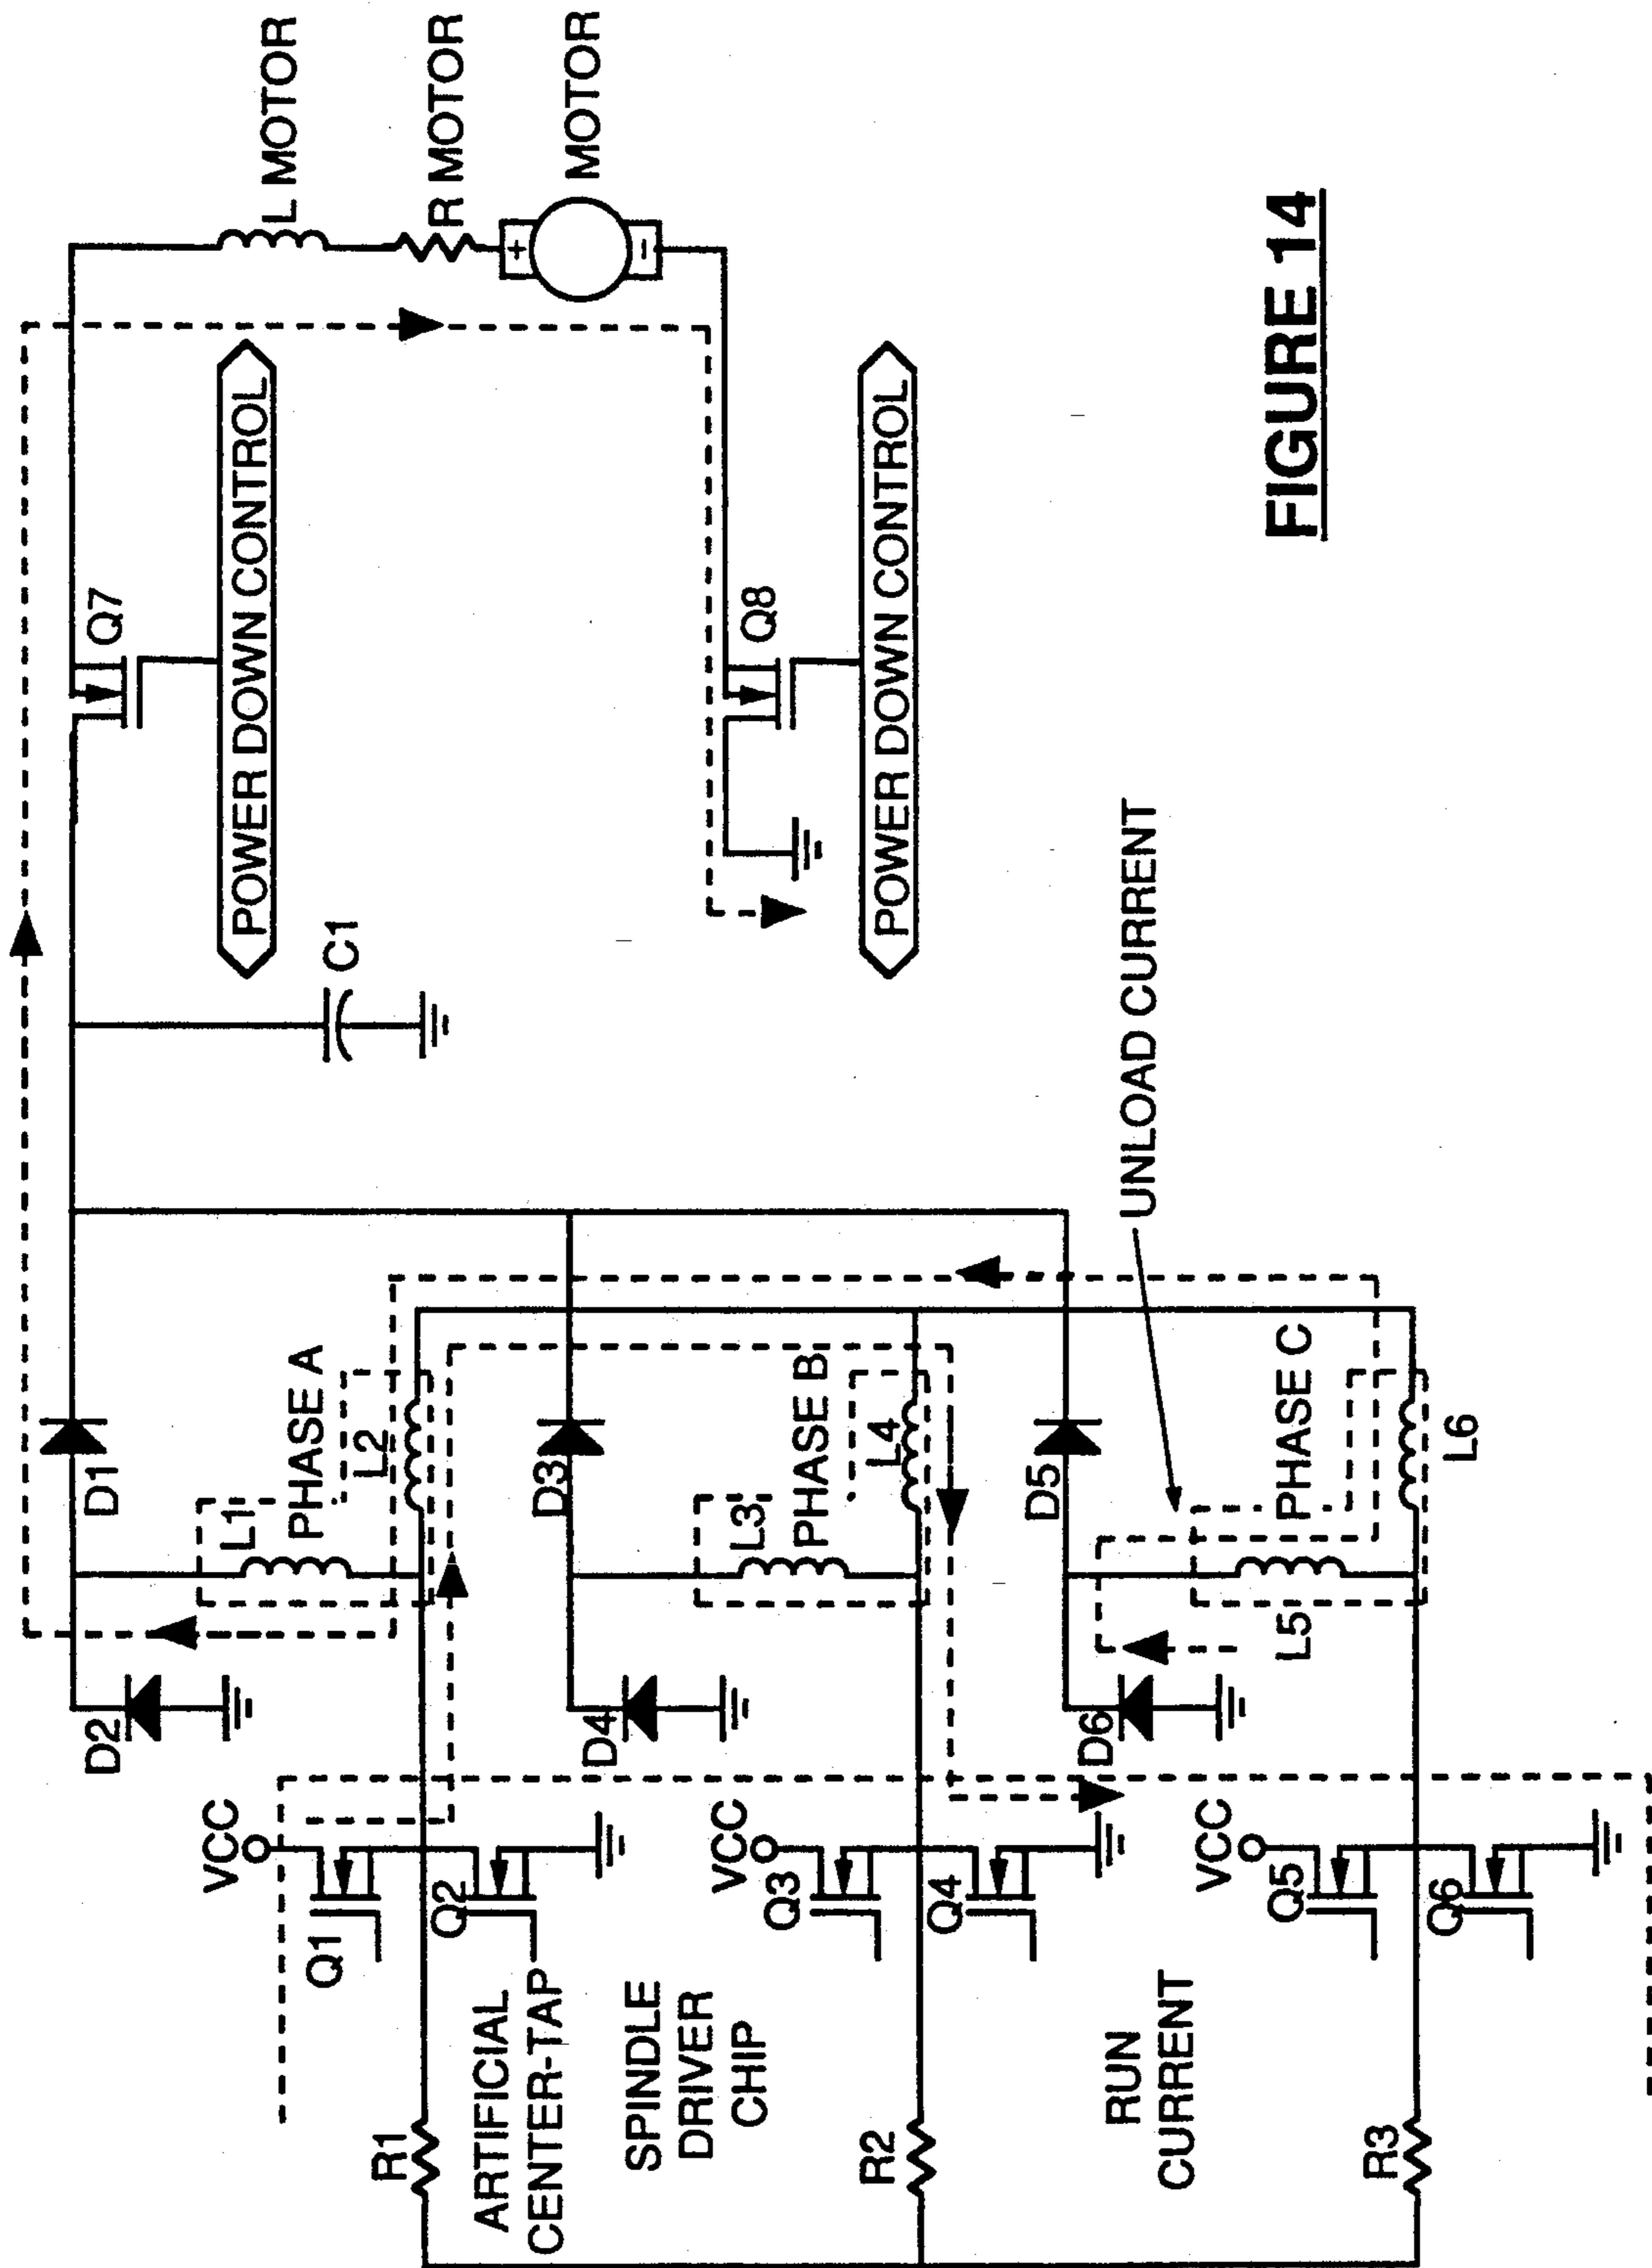 D1
D2
L1
PHASE A
L2
VCC
Q1
Q2
R1
ARTIFICIAL
CENTER-TAP
D3
D4
L3
PHASE B
L4
VCC
Q3
Q4
SPINDLE
DRIVER
CHIP
R2
D5
D6
L5
PHASE C
L6
VCC
Q5
Q6
RUN
CURRENT
R3
UNLOAD CURRENT
C1
Q7
POWER DOWN CONTROL
Q8
POWER DOWN CONTROL
L MOTOR
R MOTOR
+
MOTOR
−
FIGURE 14